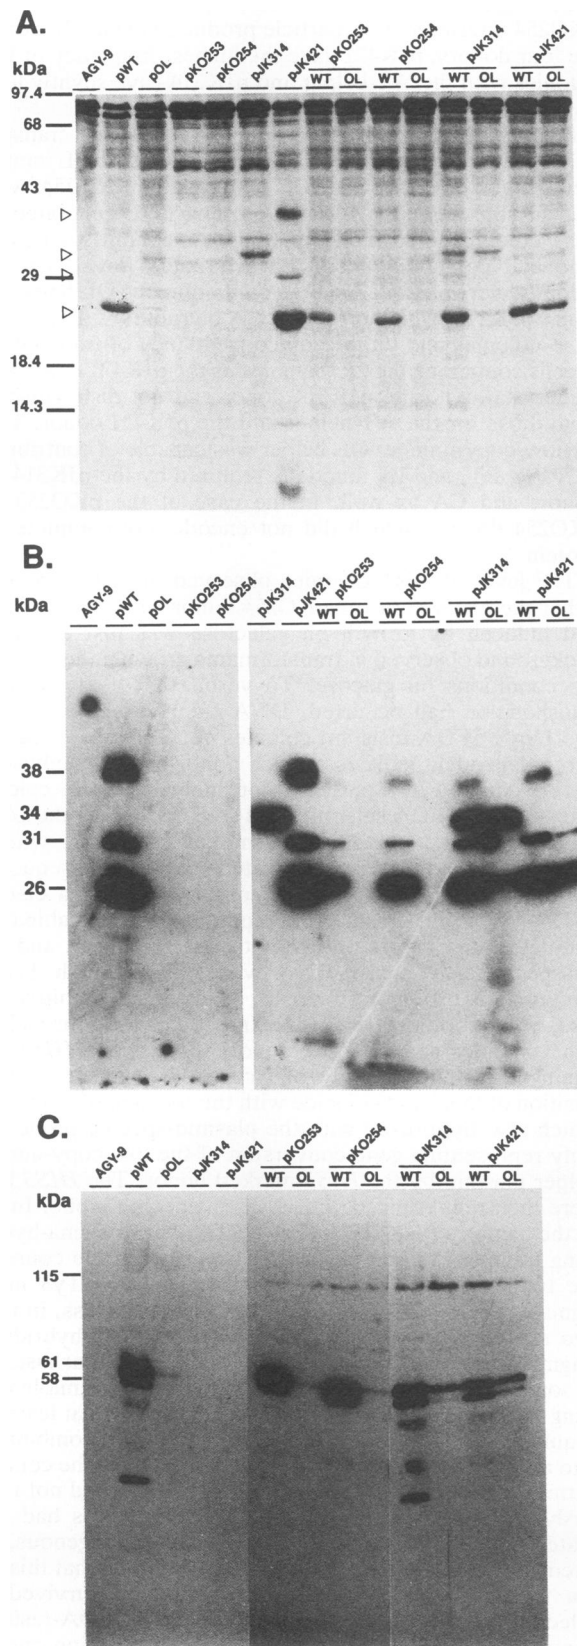 A.
pKO253 pKO254 pJK314 pJK421
kDa AGY-9 pWT pOL pKO253 pKO254 pJK314 pJK421 WT OL WT OL WT OL WT OL
97.4
68
43
29
18.4
14.3
B.
pKO253 pKO254 pJK314 pJK421
kDa AGY-9 pWT pOL pKO253 pKO254 pJK314 pJK421 WT OL WT OL WT OL WT OL
38
34
31
26
C.
pKO253 pKO254 pJK314 pJK421
kDa AGY-9 pWT pOL pJK314 pJK421 WT OL WT OL WT OL WT OL
115
61
58